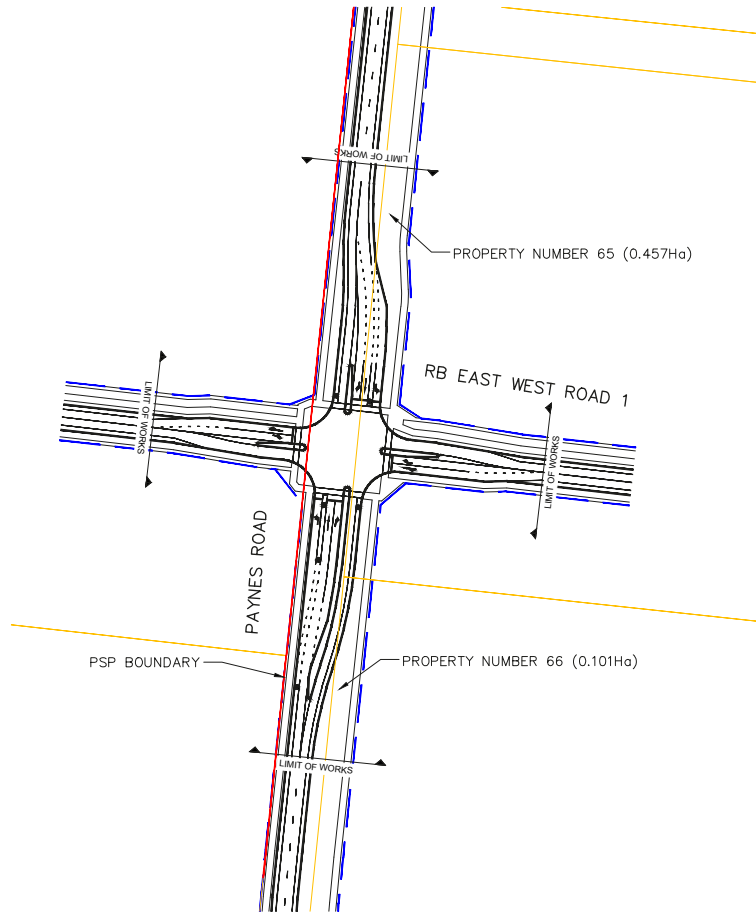 LIMIT OF WORKS
PROPERTY NUMBER 65 (0.457Ha)
RB EAST WEST ROAD 1
LIMIT OF WORKS
LIMIT OF WORKS
PAYNES ROAD
PSP BOUNDARY
PROPERTY NUMBER 66 (0.101Ha)
LIMIT OF WORKS